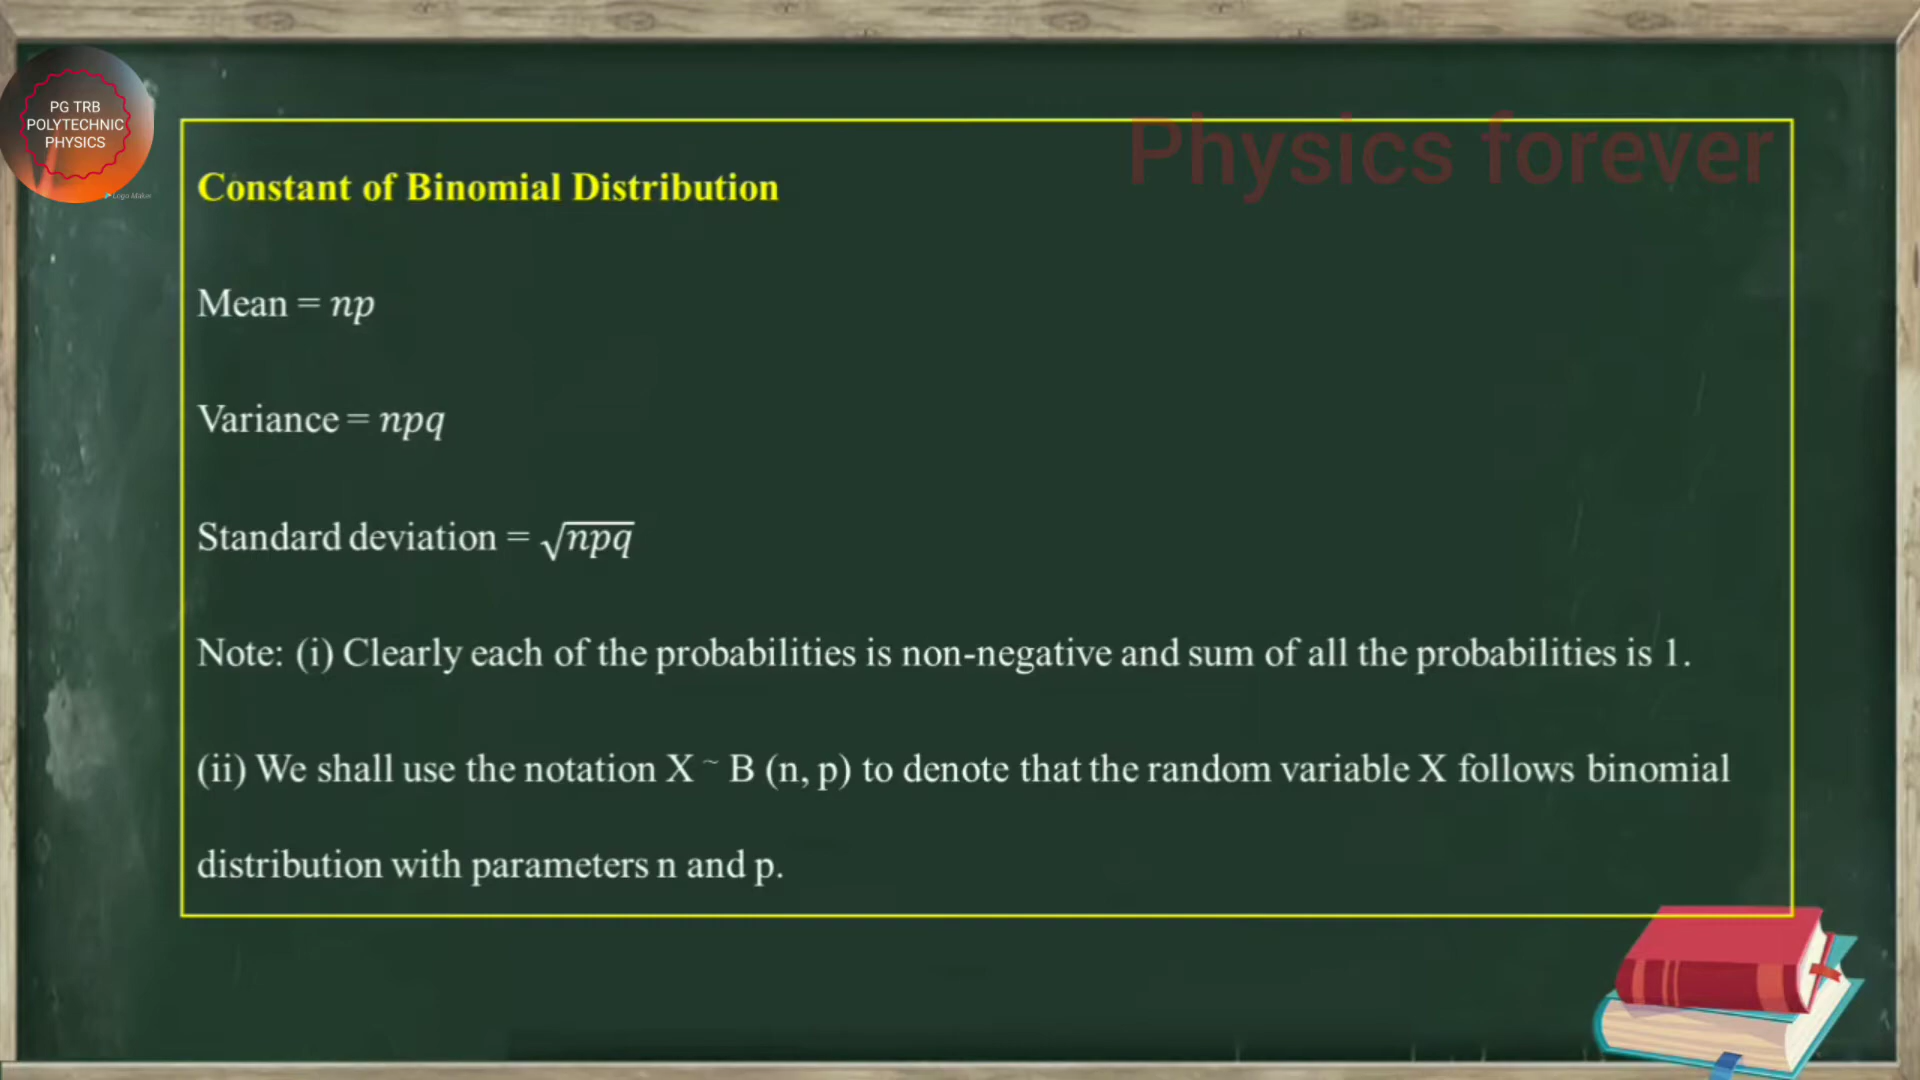 PG TRB
POLYTECHNIC
PHYSICS
Logo Maker
Physics forever
Constant of Binomial Distribution
Mean = np
Variance = npq
Standard deviation = √npq
Note: (i) Clearly each of the probabilities is non-negative and sum of all the probabilities is 1.
(ii) We shall use the notation X ~ B (n, p) to denote that the random variable X follows binomial
distribution with parameters n and p.